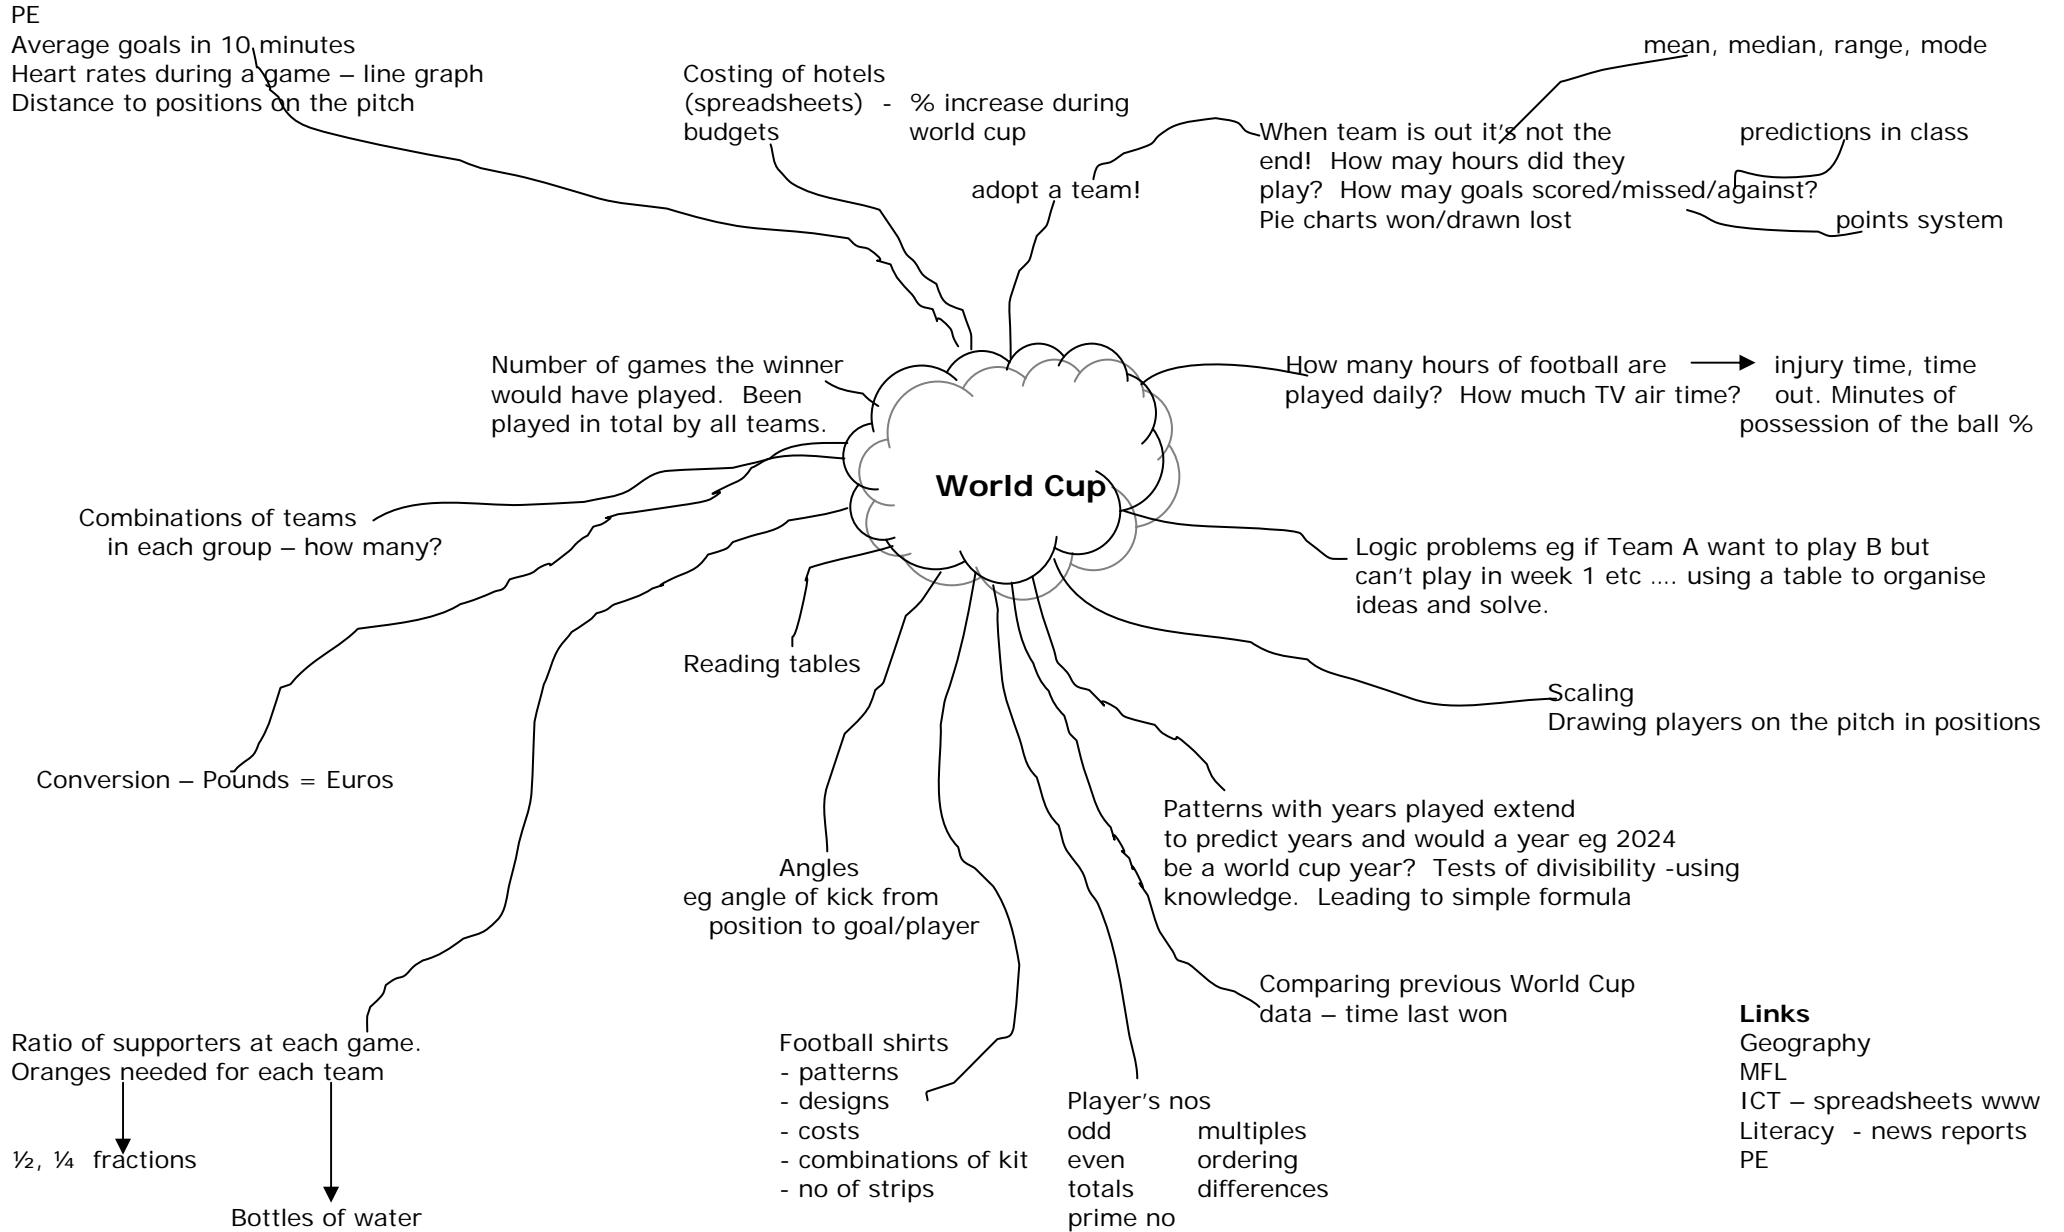 PE
Average goals in 10 minutes
Heart rates during a game – line graph
Distance to positions on the pitch
Costing of hotels
(spreadsheets) - % increase during
budgets world cup
adopt a team!
mean, median, range, mode
When team is out it's not the
end! How may hours did they
play? How may goals scored/missed/against?
Pie charts won/drawn lost
predictions in class
points system
Number of games the winner
would have played. Been
played in total by all teams.
How many hours of football are
played daily? How much TV air time?
injury time, time
out. Minutes of
possession of the ball %
World Cup
Combinations of teams
in each group – how many?
Logic problems eg if Team A want to play B but
can't play in week 1 etc .... using a table to organise
ideas and solve.
Reading tables
Scaling
Drawing players on the pitch in positions
Conversion – Pounds = Euros
Patterns with years played extend
to predict years and would a year eg 2024
be a world cup year? Tests of divisibility -using
knowledge. Leading to simple formula
Angles
eg angle of kick from
position to goal/player
Comparing previous World Cup
data – time last won
Ratio of supporters at each game.
Oranges needed for each team
½, ¼ fractions
Bottles of water
Football shirts
- patterns
- designs
- costs
- combinations of kit
- no of strips
Player's nos
odd multiples
even ordering
totals differences
prime no
Links
Geography
MFL
ICT – spreadsheets www
Literacy - news reports
PE